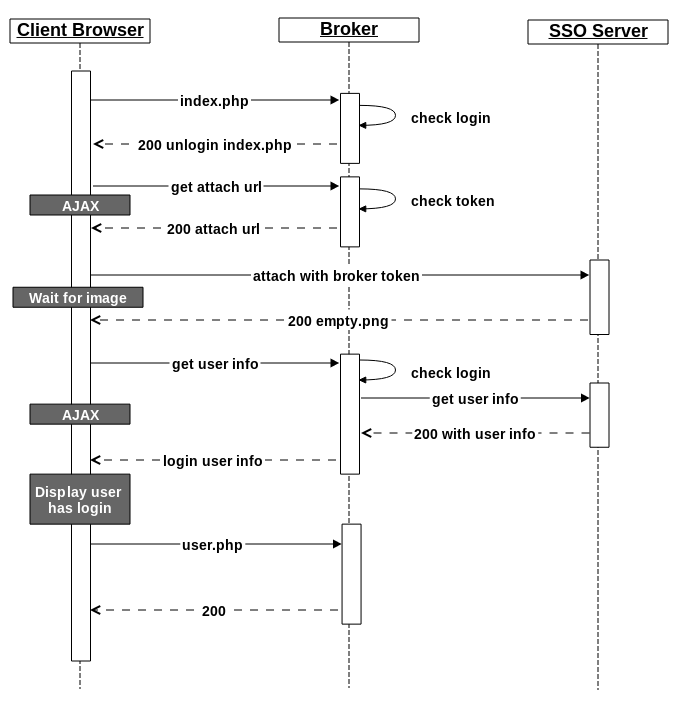 Client Browser
Broker
SSO Server
index.php
check login
200 unlogin index.php
get attach url
AJAX
check token
200 attach url
attach with broker token
Wait for image
200 empty.png
get user info
check login
get user info
AJAX
200 with user info
login user info
Display user
has login
user.php
200